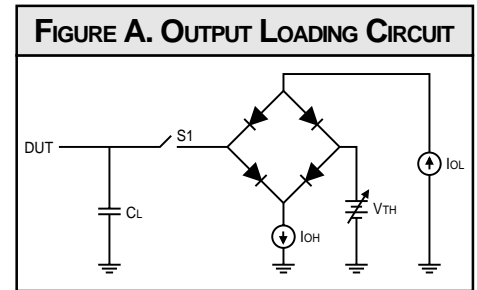 FIGURE A. OUTPUT LOADING CIRCUIT
DUT
S1
IOL
CL
VTH
IOH